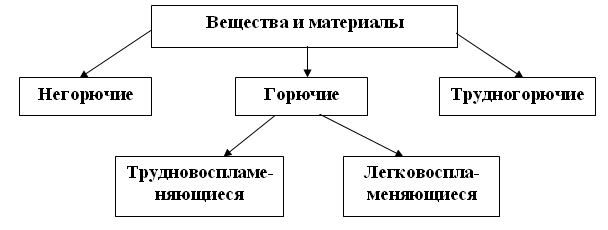 Вещества и материалы
Негорючие
Горючие
Трудногорючие
Трудновоспламе-
няющиеся
Легковоспла-
меняющиеся